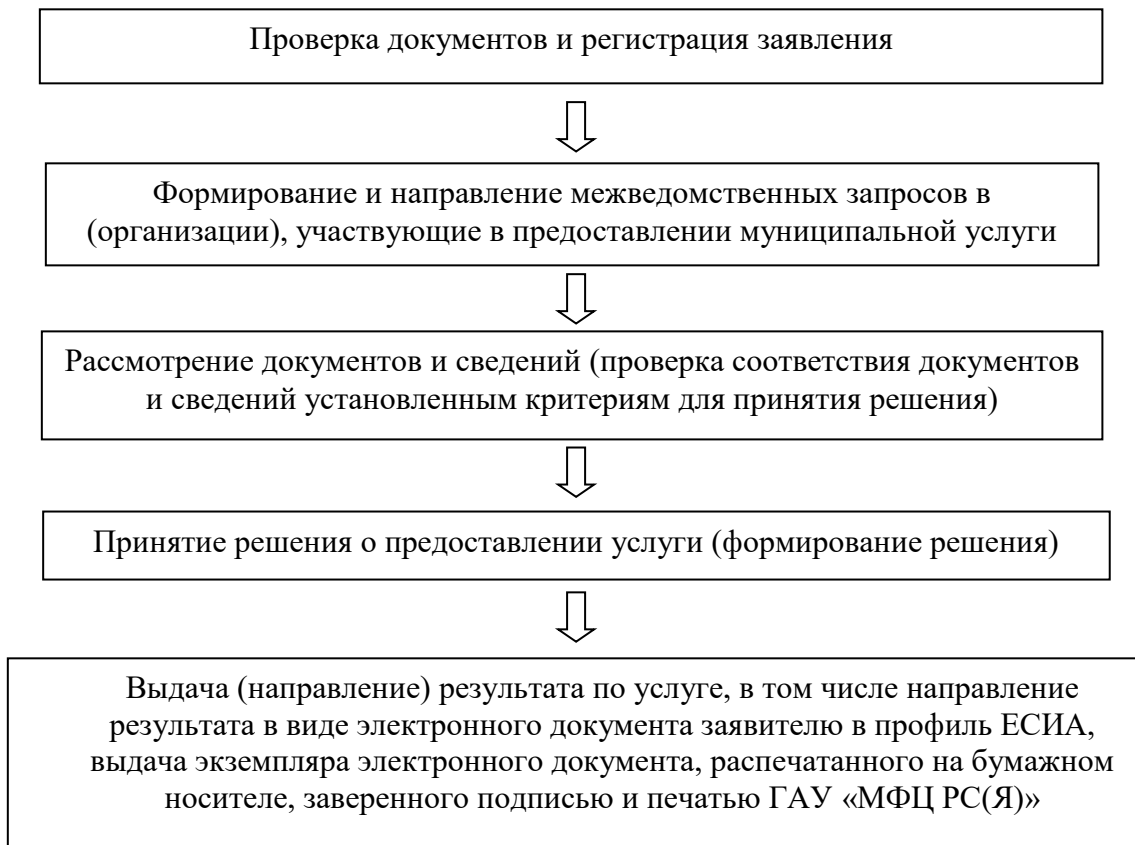 Проверка документов и регистрация заявления
Формирование и направление межведомственных запросов в
(организации), участвующие в предоставлении муниципальной услуги
Рассмотрение документов и сведений (проверка соответствия документов
и сведений установленным критериям для принятия решения)
Принятие решения о предоставлении услуги (формирование решения)
Выдача (направление) результата по услуге, в том числе направление
результата в виде электронного документа заявителю в профиль ЕСИА,
выдача экземпляра электронного документа, распечатанного на бумажном
носителе, заверенного подписью и печатью ГАУ «МФЦ РС(Я)»